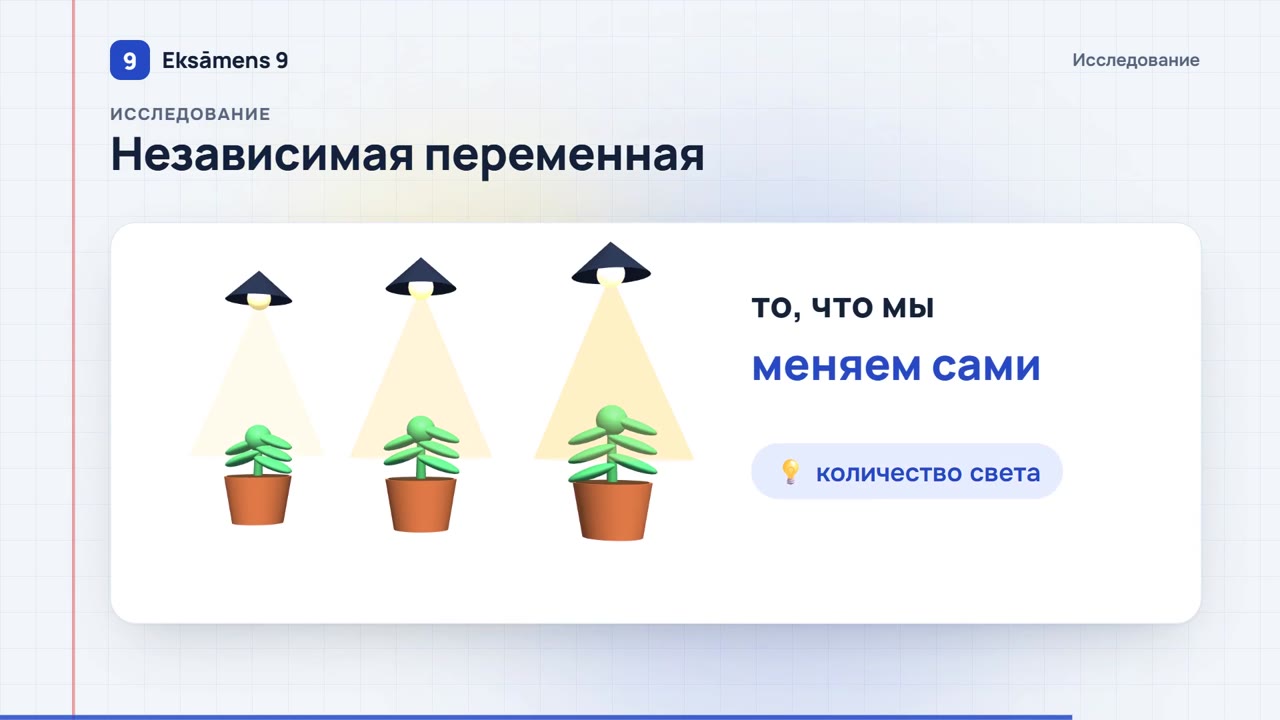 9 Eksāmens 9
Исследование
ИССЛЕДОВАНИЕ
Независимая переменная
то, что мы
меняем сами
количество света